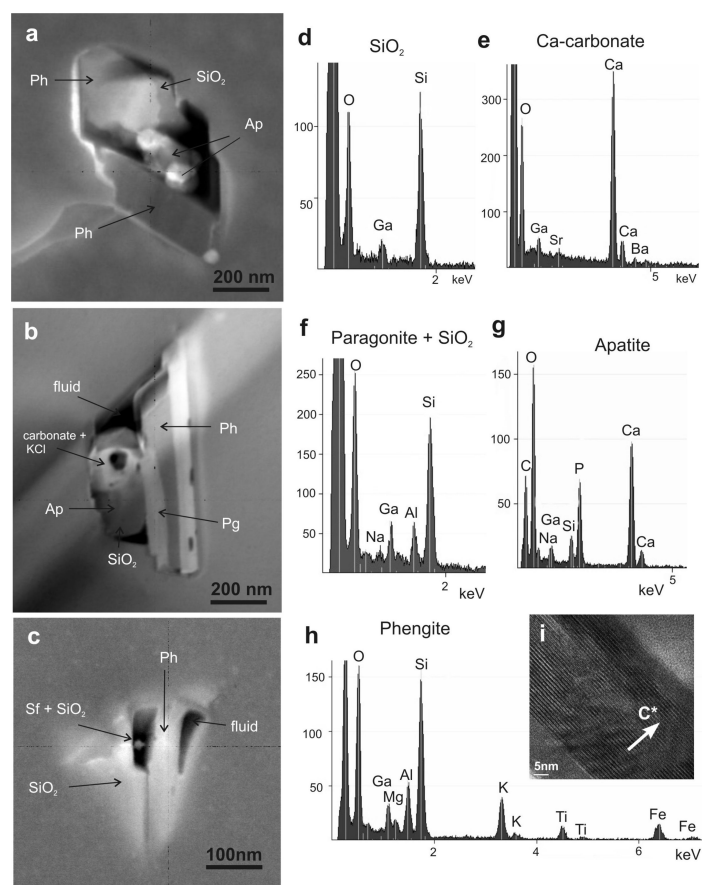 a
Ph
SiO₂
Ap
Ph
200 nm
b
fluid
carbonate +
KCl
Ph
Ap
Pg
SiO₂
200 nm
c
Ph
Sf + SiO₂
fluid
SiO₂
100nm
d
SiO₂
O
Si
100
50
Ga
2
keV
e
Ca-carbonate
Ca
300
O
200
100
Ga
Sr
Ca
Ba
5
keV
f
Paragonite + SiO₂
O
250
Si
200
150
100
Ga
Al
50
Na
2
keV
g
Apatite
O
150
Ca
100
C
P
50
Ga
Na
Si
Ca
5
keV
h
Phengite
O
Si
150
100
50
Ga
Mg
Al
K
K
Ti
Ti
Fe
Fe
2
4
6
keV
i
C*
5nm